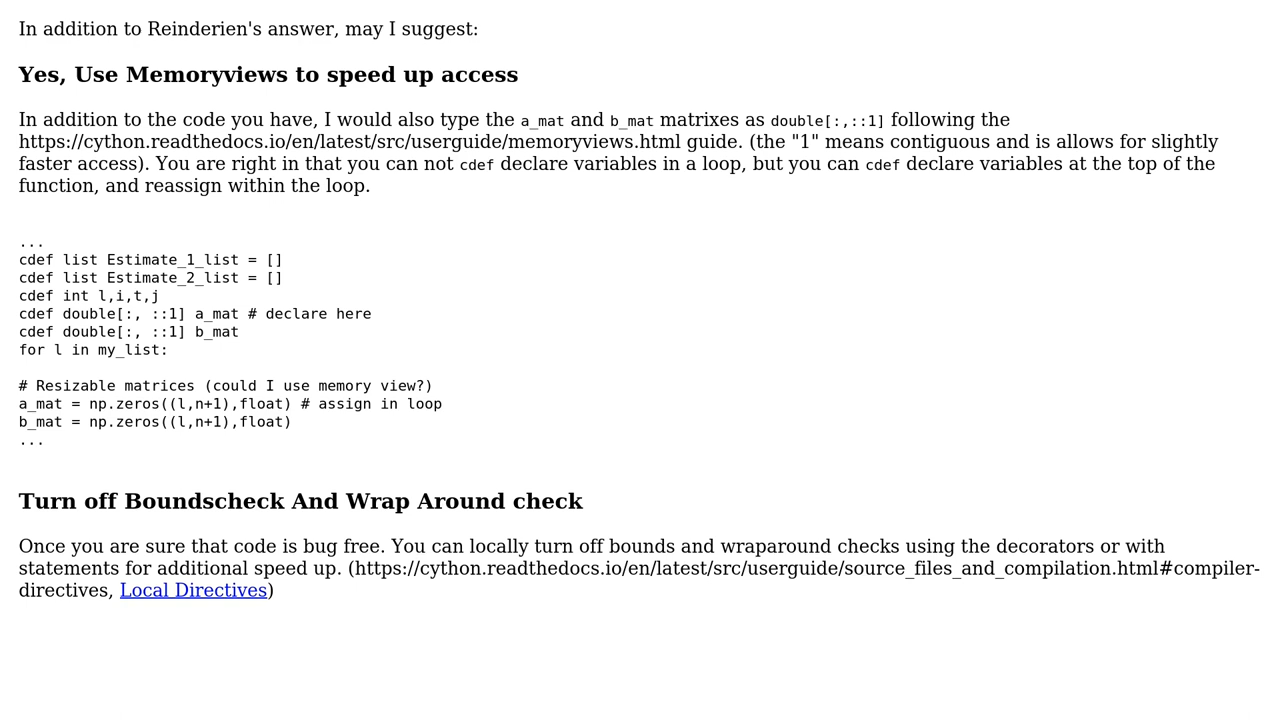 In addition to Reinderien's answer, may I suggest:
Yes, Use Memoryviews to speed up access
In addition to the code you have, I would also type the a_mat and b_mat matrixes as double[:,::1] following the
https://cython.readthedocs.io/en/latest/src/userguide/memoryviews.html guide. (the "1" means contiguous and is allows for slightly
faster access). You are right in that you can not cdef declare variables in a loop, but you can cdef declare variables at the top of the
function, and reassign within the loop.
...
cdef list Estimate_1_list = []
cdef list Estimate_2_list = []
cdef int l,i,t,j
cdef double[:, ::1] a_mat # declare here
cdef double[:, ::1] b_mat
for l in my_list:
# Resizable matrices (could I use memory view?)
a_mat = np.zeros((l,n+1),float) # assign in loop
b_mat = np.zeros((l,n+1),float)
...
Turn off Boundscheck And Wrap Around check
Once you are sure that code is bug free. You can locally turn off bounds and wraparound checks using the decorators or with
statements for additional speed up. (https://cython.readthedocs.io/en/latest/src/userguide/source_files_and_compilation.html#compiler-
directives, Local Directives)